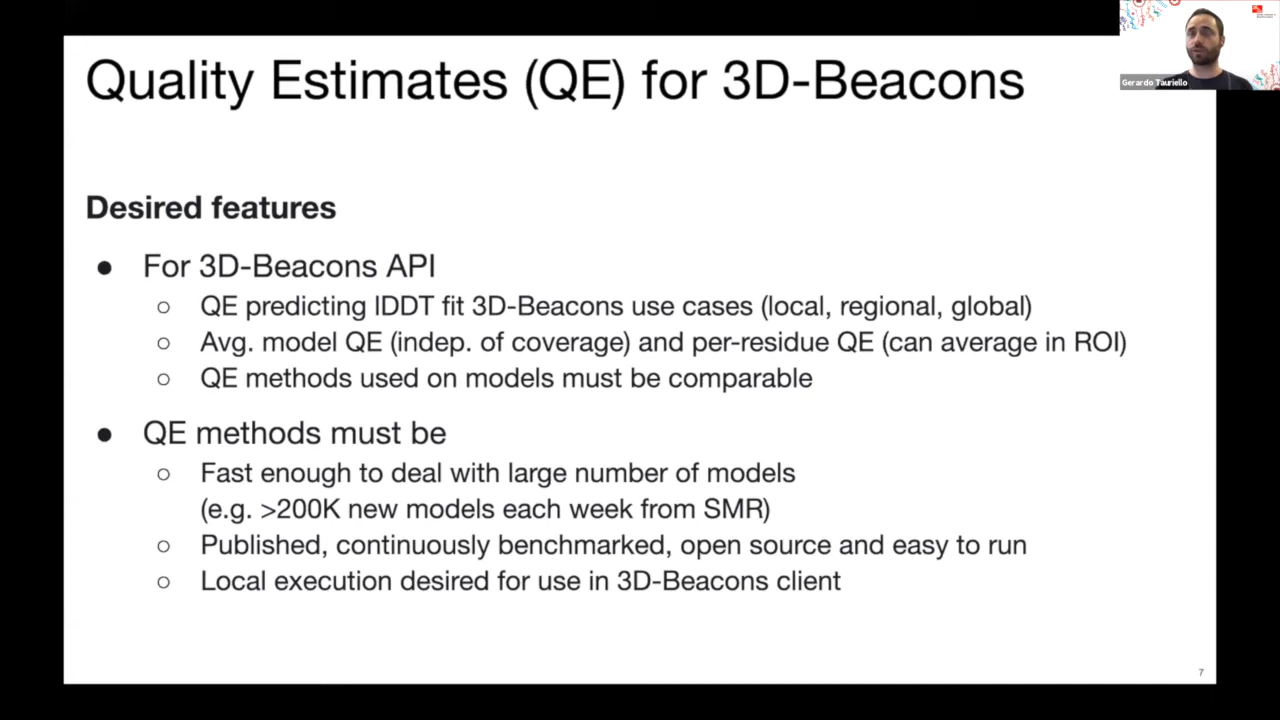 Quality Estimates (QE) for 3D-Beacons
Gerardo Tauriello
Desired features
● For 3D-Beacons API
○ QE predicting lDDT fit 3D-Beacons use cases (local, regional, global)
○ Avg. model QE (indep. of coverage) and per-residue QE (can average in ROI)
○ QE methods used on models must be comparable
● QE methods must be
○ Fast enough to deal with large number of models
(e.g. >200K new models each week from SMR)
○ Published, continuously benchmarked, open source and easy to run
○ Local execution desired for use in 3D-Beacons client
7